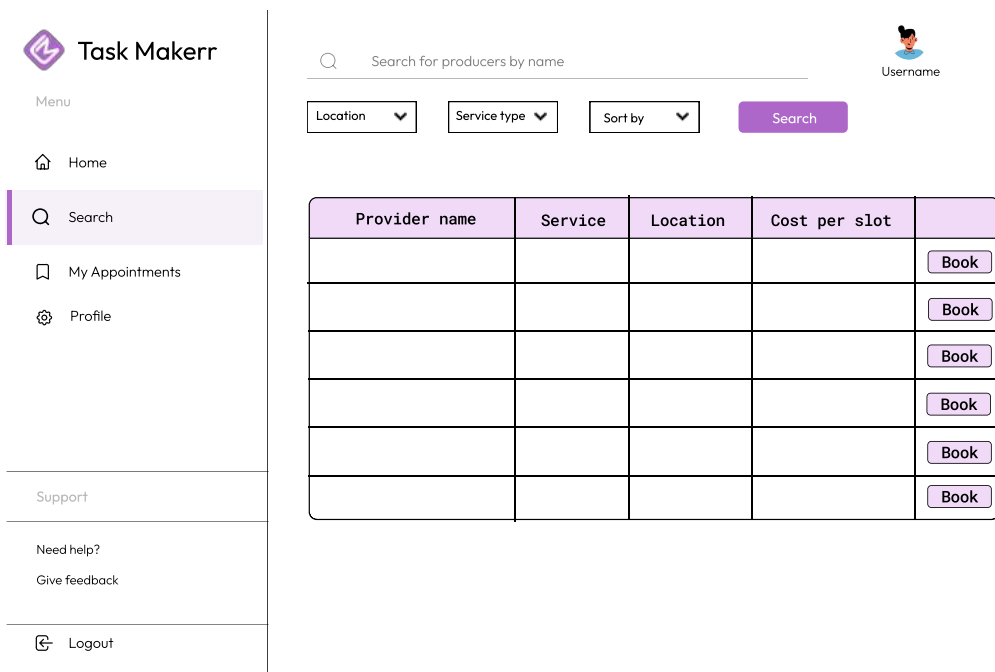 Task Makerr
Menu
Home
Search
My Appointments
Profile
Support
Need help?
Give feedback
Logout
Search for producers by name
Username
Location Service type Sort by Search
Provider name Service Location Cost per slot
Book
Book
Book
Book
Book
Book